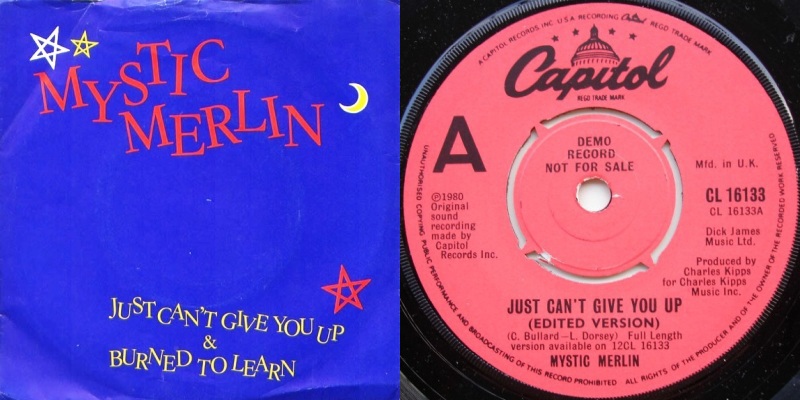 MYSTIC
MERLIN
JUST CAN'T GIVE YOU UP
&
BURNED TO LEARN
A CAPITOL RECORDS, INC. U.S.A. RECORDING Capitol REGD TRADE MARK
Capitol
REGD TRADE MARK
A
DEMO
RECORD
NOT FOR SALE
Mfd. in U.K.
℗1980
Original
sound
recording
made by
Capitol
Records Inc.
CL 16133
CL 16133A
Dick James
Music Ltd.
Produced by
Charles Kipps
for Charles Kipps
Music Inc.
JUST CAN'T GIVE YOU UP
(EDITED VERSION)
(C. Bullard—L. Dorsey) Full Length
version available on 12CL 16133
MYSTIC MERLIN
UNAUTHORISED COPYING PUBLIC PERFORMANCE AND BROADCASTING OF THIS RECORD PROHIBITED ALL RIGHTS OF THE PRODUCER AND OF THE OWNER OF THE RECORDED WORK RESERVED